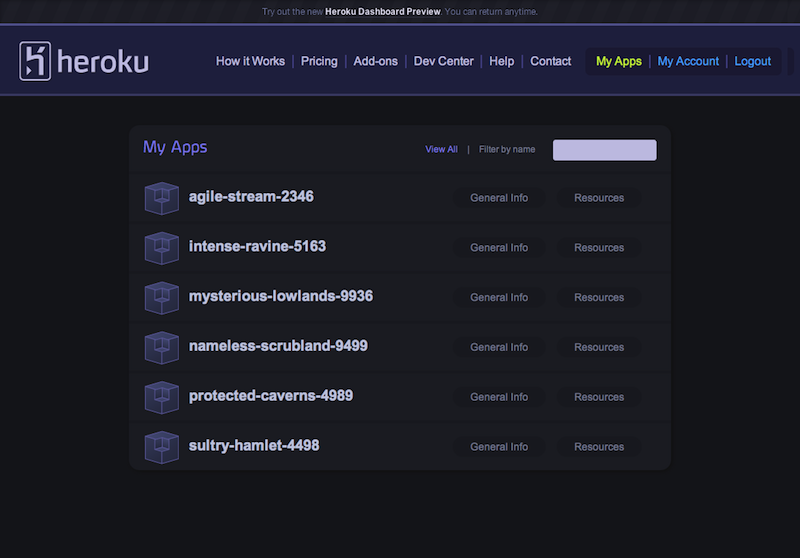 Try out the new Heroku Dashboard Preview. You can return anytime.
heroku How it Works | Pricing | Add-ons | Dev Center | Help | Contact My Apps | My Account | Logout
My Apps View All | Filter by name
agile-stream-2346 General Info Resources
intense-ravine-5163 General Info Resources
mysterious-lowlands-9936 General Info Resources
nameless-scrubland-9499 General Info Resources
protected-caverns-4989 General Info Resources
sultry-hamlet-4498 General Info Resources